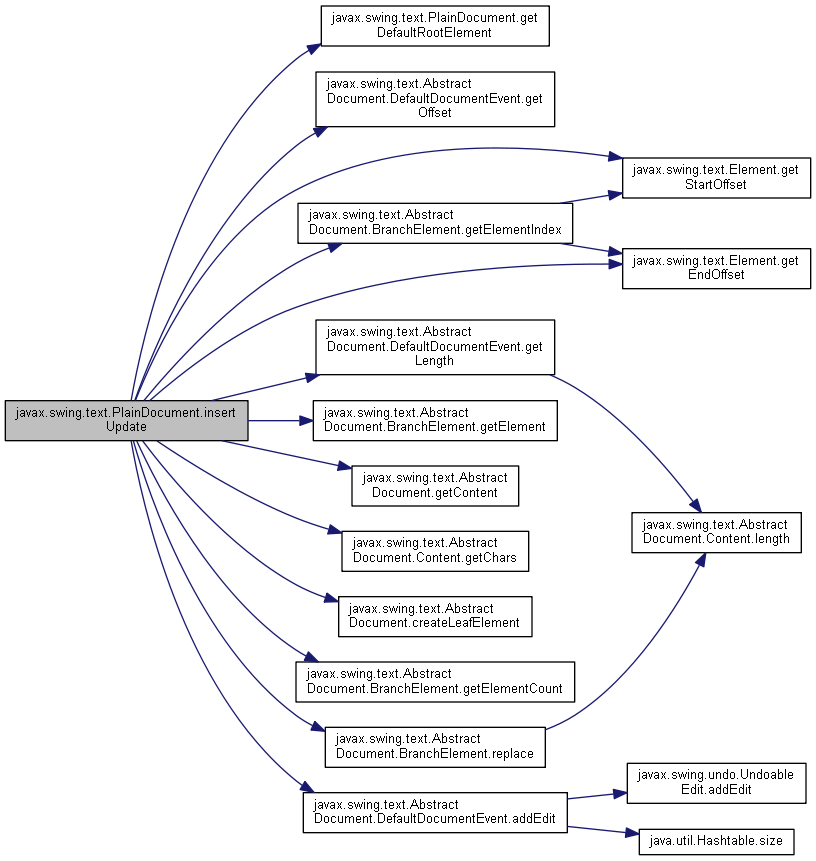 javax.swing.text.PlainDocument.get
DefaultRootElement
javax.swing.text.Abstract
Document.DefaultDocumentEvent.get
Offset
javax.swing.text.Element.get
StartOffset
javax.swing.text.Abstract
Document.BranchElement.getElementIndex
javax.swing.text.Element.get
EndOffset
javax.swing.text.Abstract
Document.DefaultDocumentEvent.get
Length
javax.swing.text.PlainDocument.insert
Update
javax.swing.text.Abstract
Document.BranchElement.getElement
javax.swing.text.Abstract
Document.getContent
javax.swing.text.Abstract
Document.Content.length
javax.swing.text.Abstract
Document.Content.getChars
javax.swing.text.Abstract
Document.createLeafElement
javax.swing.text.Abstract
Document.BranchElement.getElementCount
javax.swing.text.Abstract
Document.BranchElement.replace
javax.swing.undo.Undoable
Edit.addEdit
javax.swing.text.Abstract
Document.DefaultDocumentEvent.addEdit
java.util.Hashtable.size